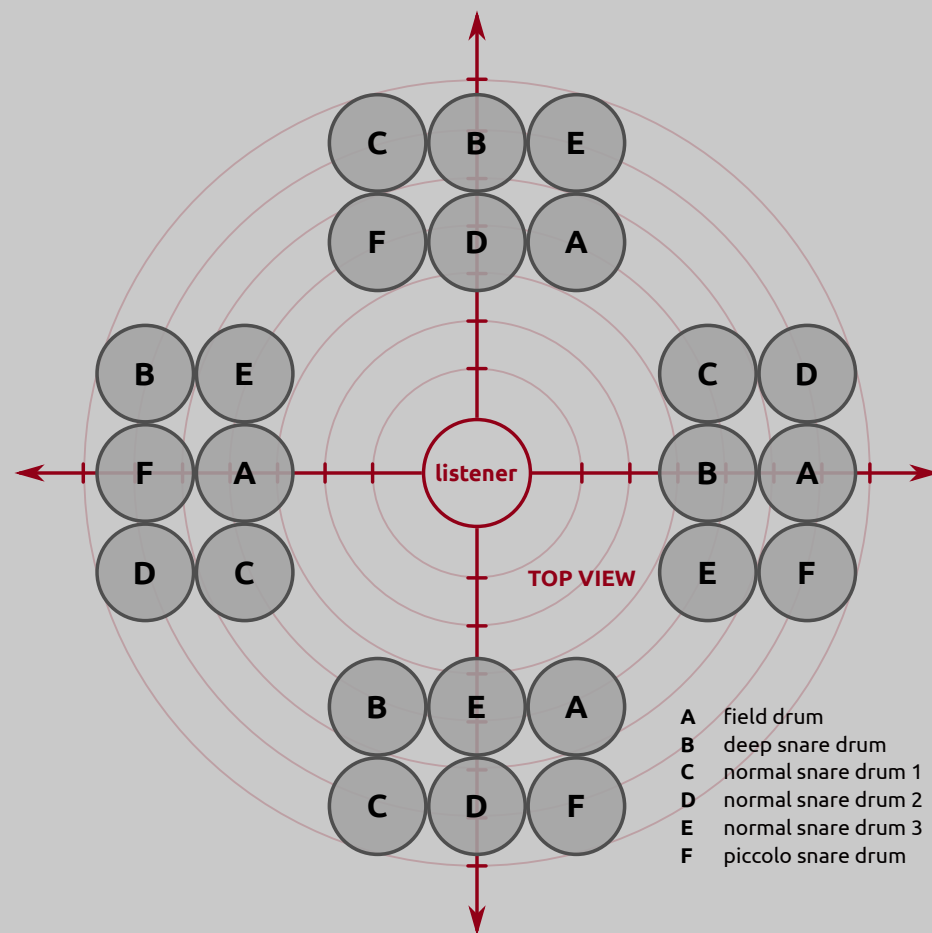 C B E
F D A
B E C D
F A listener B A
D C TOP VIEW E F
B E A
C D F
A field drum
B deep snare drum
C normal snare drum 1
D normal snare drum 2
E normal snare drum 3
F piccolo snare drum